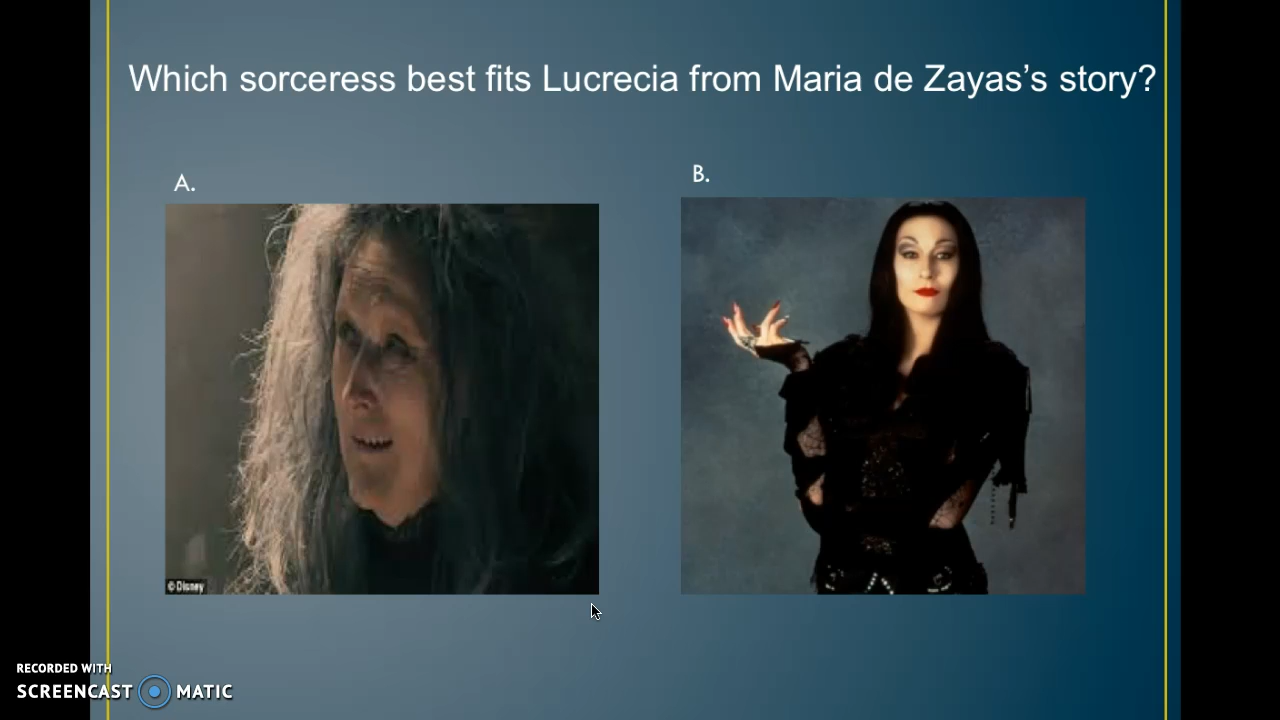 Which sorceress best fits Lucrecia from Maria de Zayas’s story?
A.
B.
© Disney
RECORDED WITH
SCREENCAST MATIC